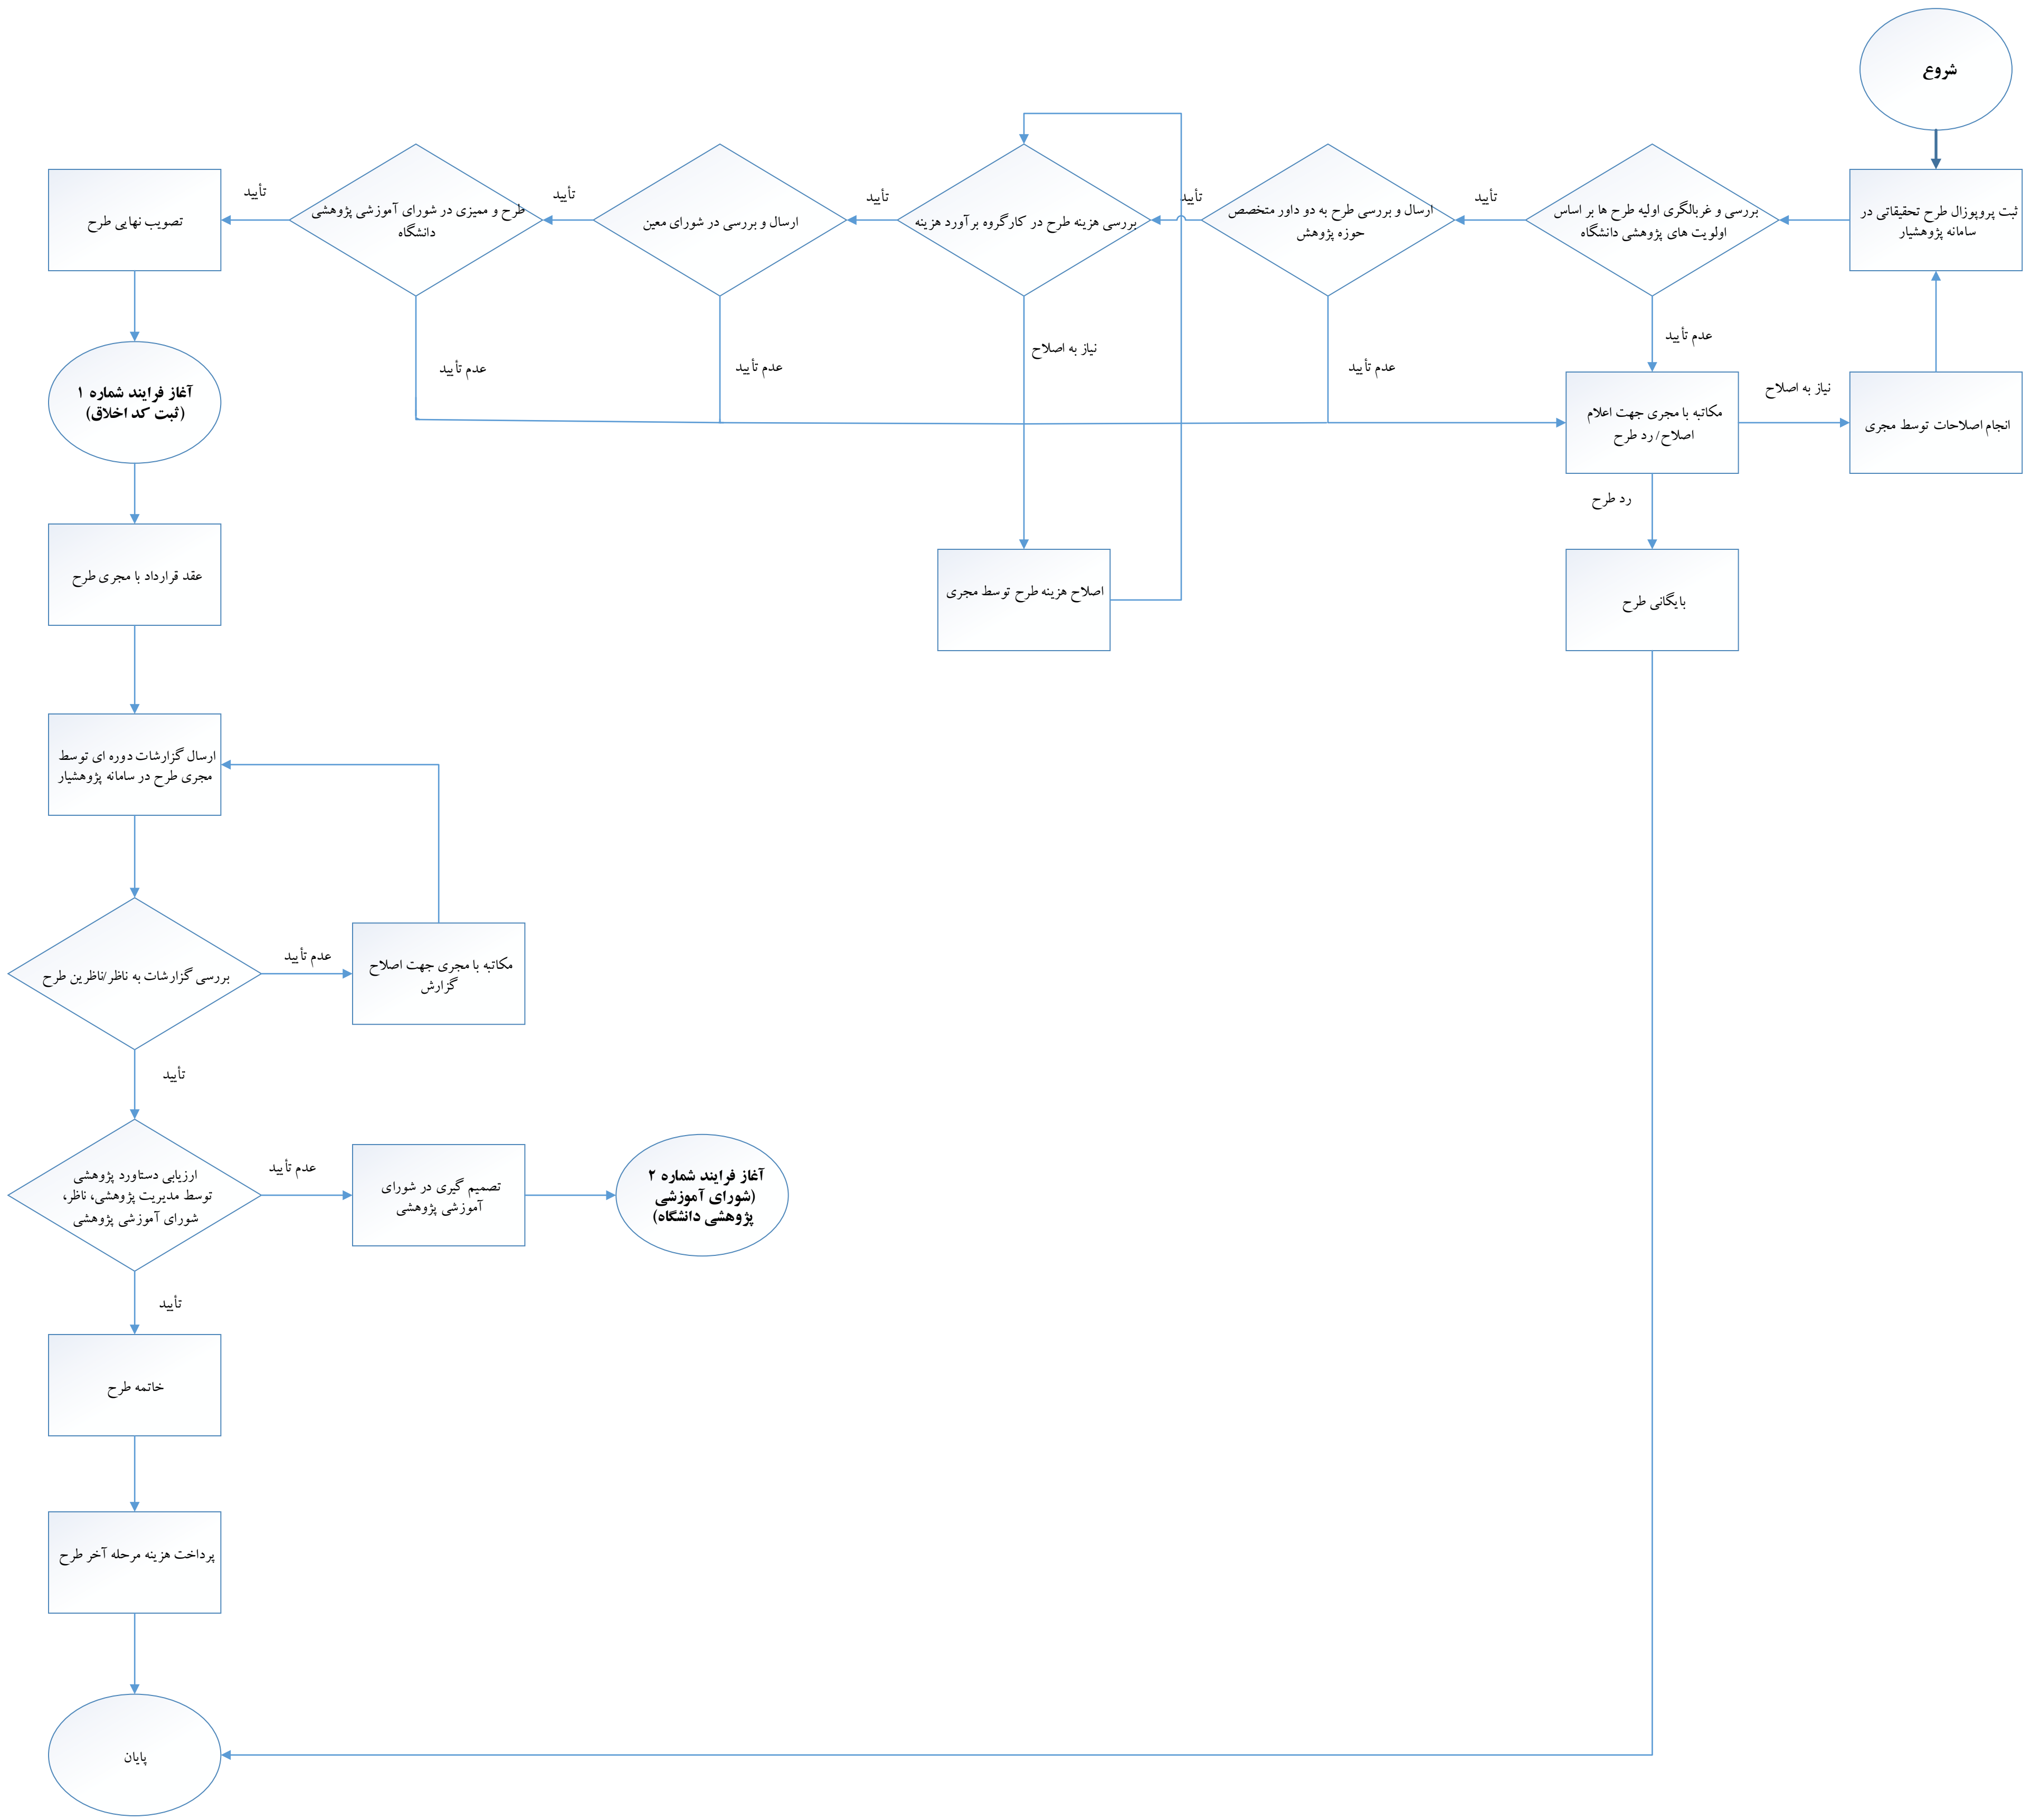 شروع
ثبت پروپوزال طرح تحقیقاتی در
سامانه پژوهشیار
بررسی و غربالگری اولیه طرح ها بر اساس
اولویت های پژوهشی دانشگاه
تأیید
ارسال و بررسی طرح به دو داور متخصص
حوزه پژوهش
تأیید
بررسی هزینه طرح در کارگروه برآورد هزینه
تأیید
ارسال و بررسی در شورای معین
تأیید
طرح و ممیزی در شورای آموزشی پژوهشی
دانشگاه
تأیید
تصویب نهایی طرح
عدم تأیید
عدم تأیید
نیاز به اصلاح
عدم تأیید
عدم تأیید
مکاتبه با مجری جهت اعلام
اصلاح/ رد طرح
نیاز به اصلاح
انجام اصلاحات توسط مجری
رد طرح
بایگانی طرح
اصلاح هزینه طرح توسط مجری
آغاز فرایند شماره ۱
(ثبت کد اخلاق)
عقد قرارداد با مجری طرح
ارسال گزارشات دوره ای توسط
مجری طرح در سامانه پژوهشیار
بررسی گزارشات به ناظر/ناظرین طرح
عدم تأیید
مکاتبه با مجری جهت اصلاح
گزارش
تأیید
ارزیابی دستاورد پژوهشی
توسط مدیریت پژوهشی، ناظر،
شورای آموزشی پژوهشی
عدم تأیید
تصمیم گیری در شورای
آموزشی پژوهشی
آغاز فرایند شماره ۲
(شورای آموزشی
پژوهشی دانشگاه)
تأیید
خاتمه طرح
پرداخت هزینه مرحله آخر طرح
پایان